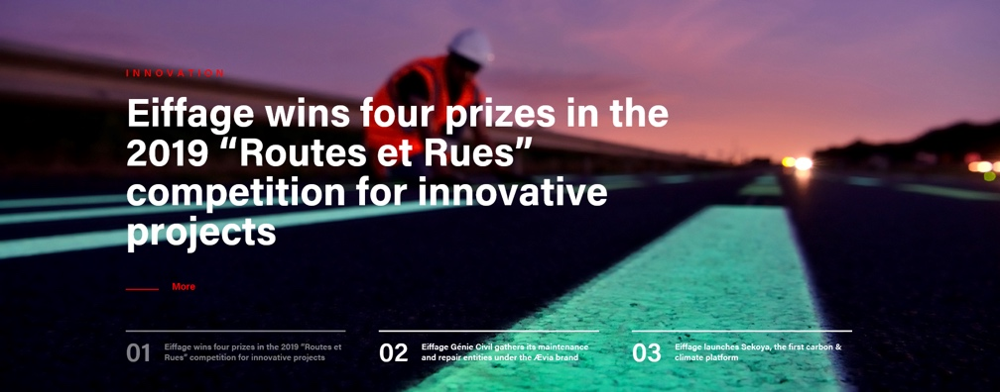 INNOVATION
Eiffage wins four prizes in the
2019 “Routes et Rues”
competition for innovative
projects
More
01
Eiffage wins four prizes in the 2019 “Routes et
Rues” competition for innovative projects
02
Eiffage Génie Civil gathers its maintenance
and repair entities under the Ævia brand
03
Eiffage launches Sekoya, the first carbon &
climate platform